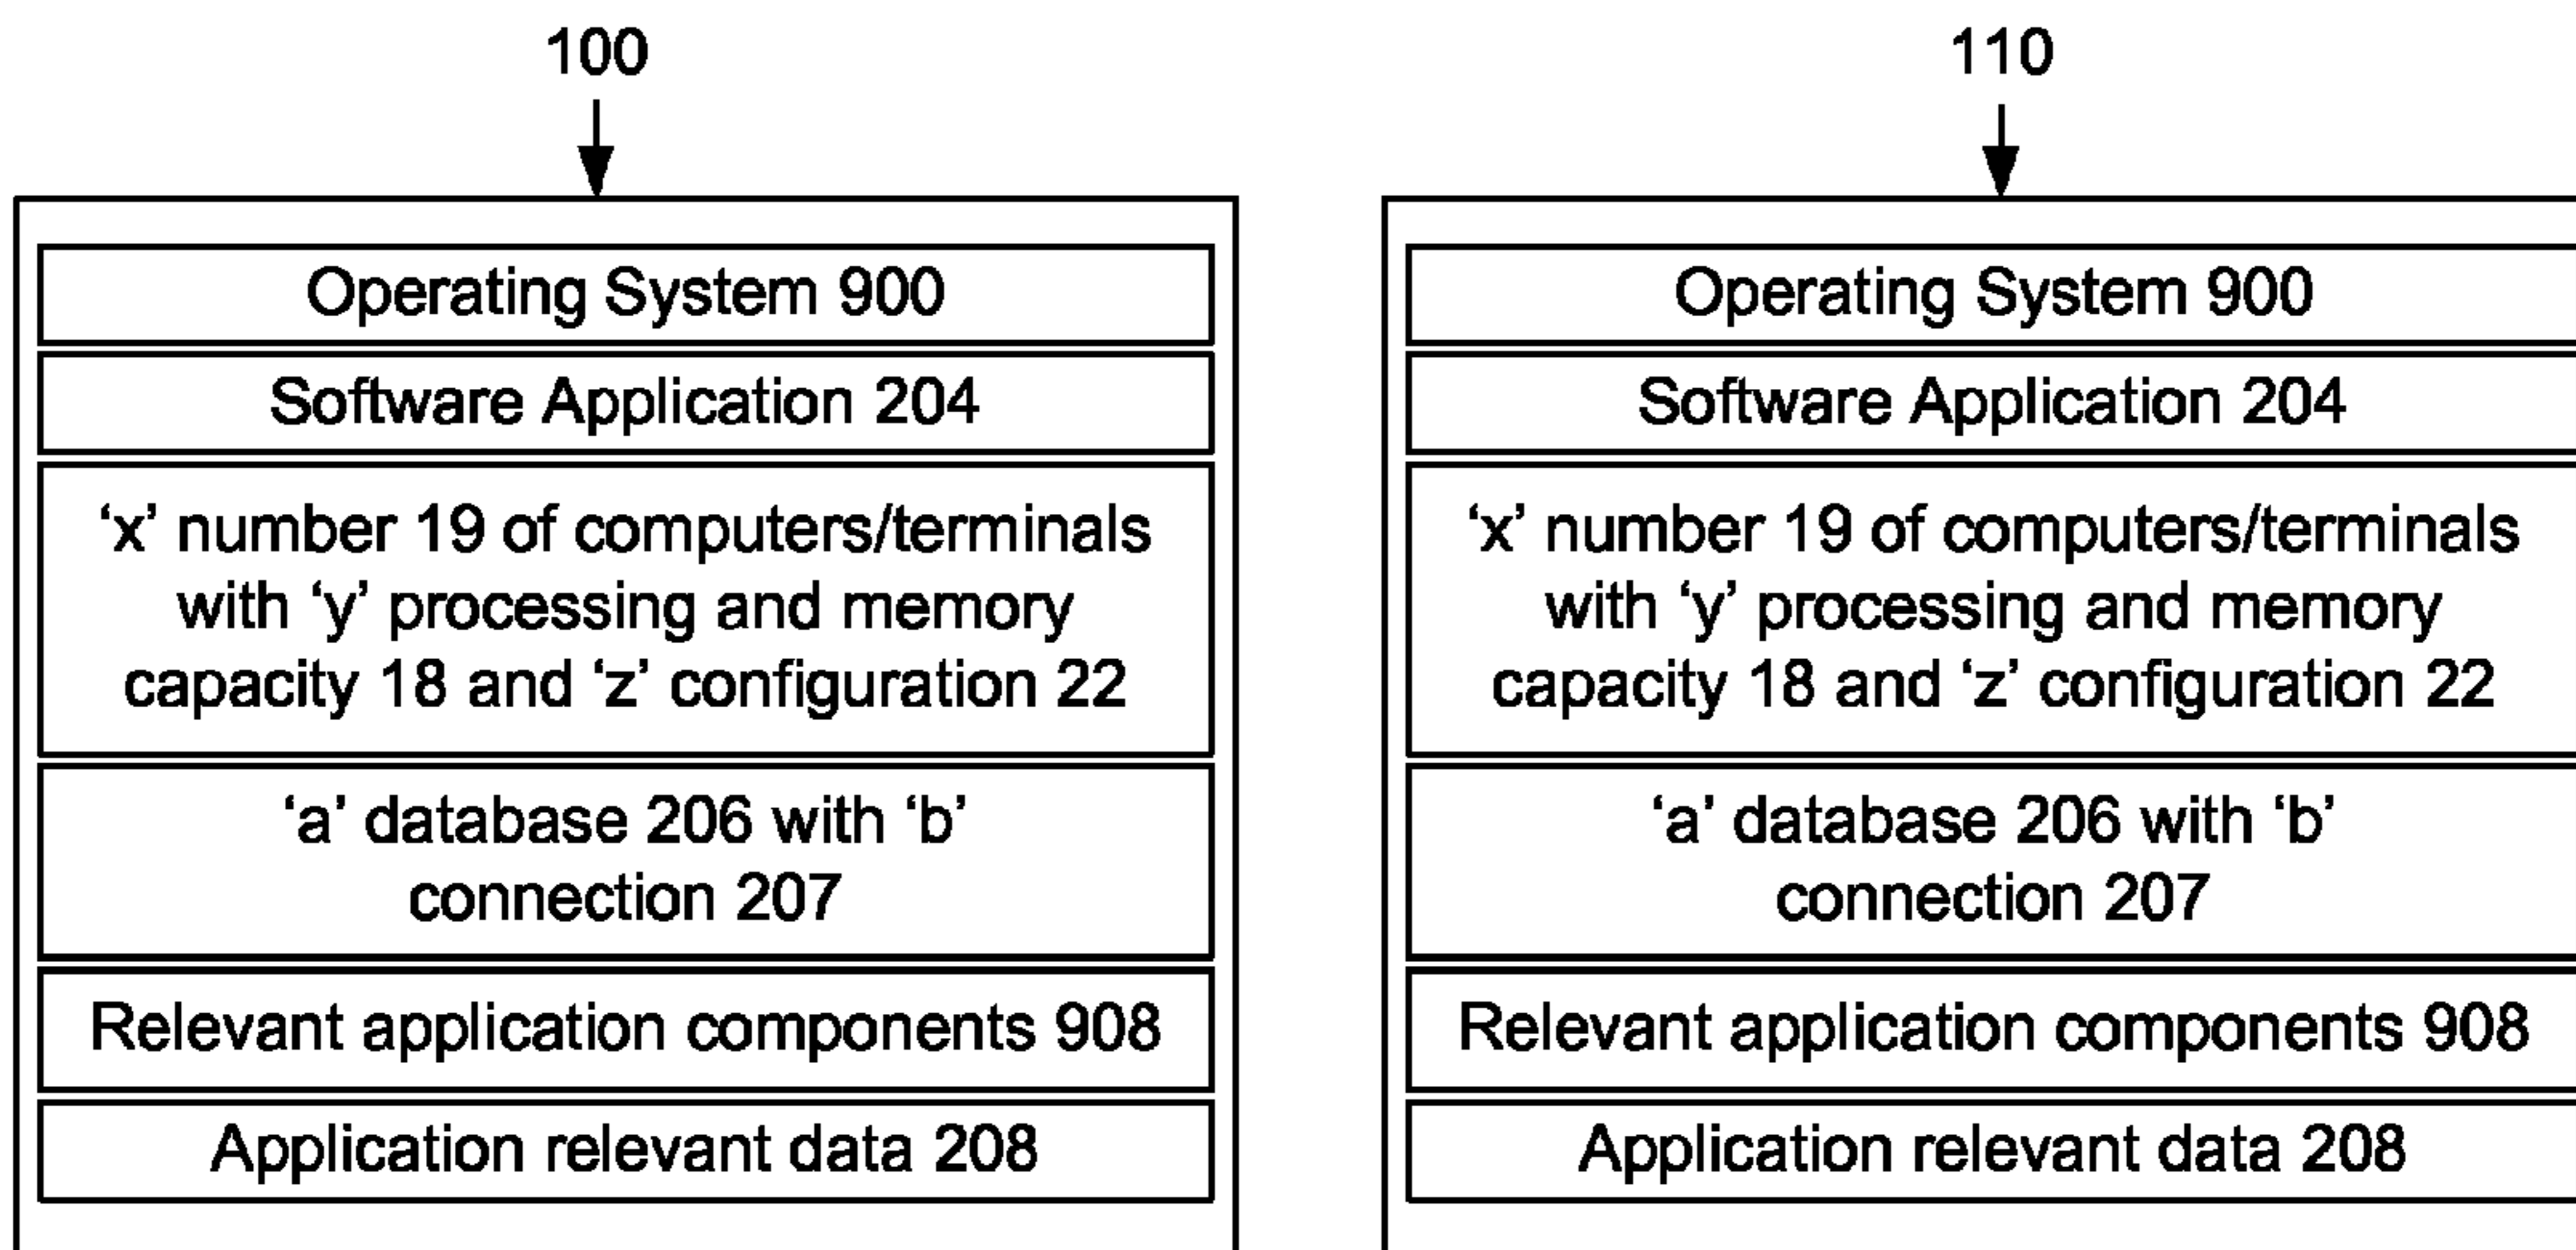 100
Operating System 900
Software Application 204
‘x’ number 19 of computers/terminals
with ‘y’ processing and memory
capacity 18 and ‘z’ configuration 22
‘a’ database 206 with ‘b’
connection 207
Relevant application components 908
Application relevant data 208
110
Operating System 900
Software Application 204
‘x’ number 19 of computers/terminals
with ‘y’ processing and memory
capacity 18 and ‘z’ configuration 22
‘a’ database 206 with ‘b’
connection 207
Relevant application components 908
Application relevant data 208